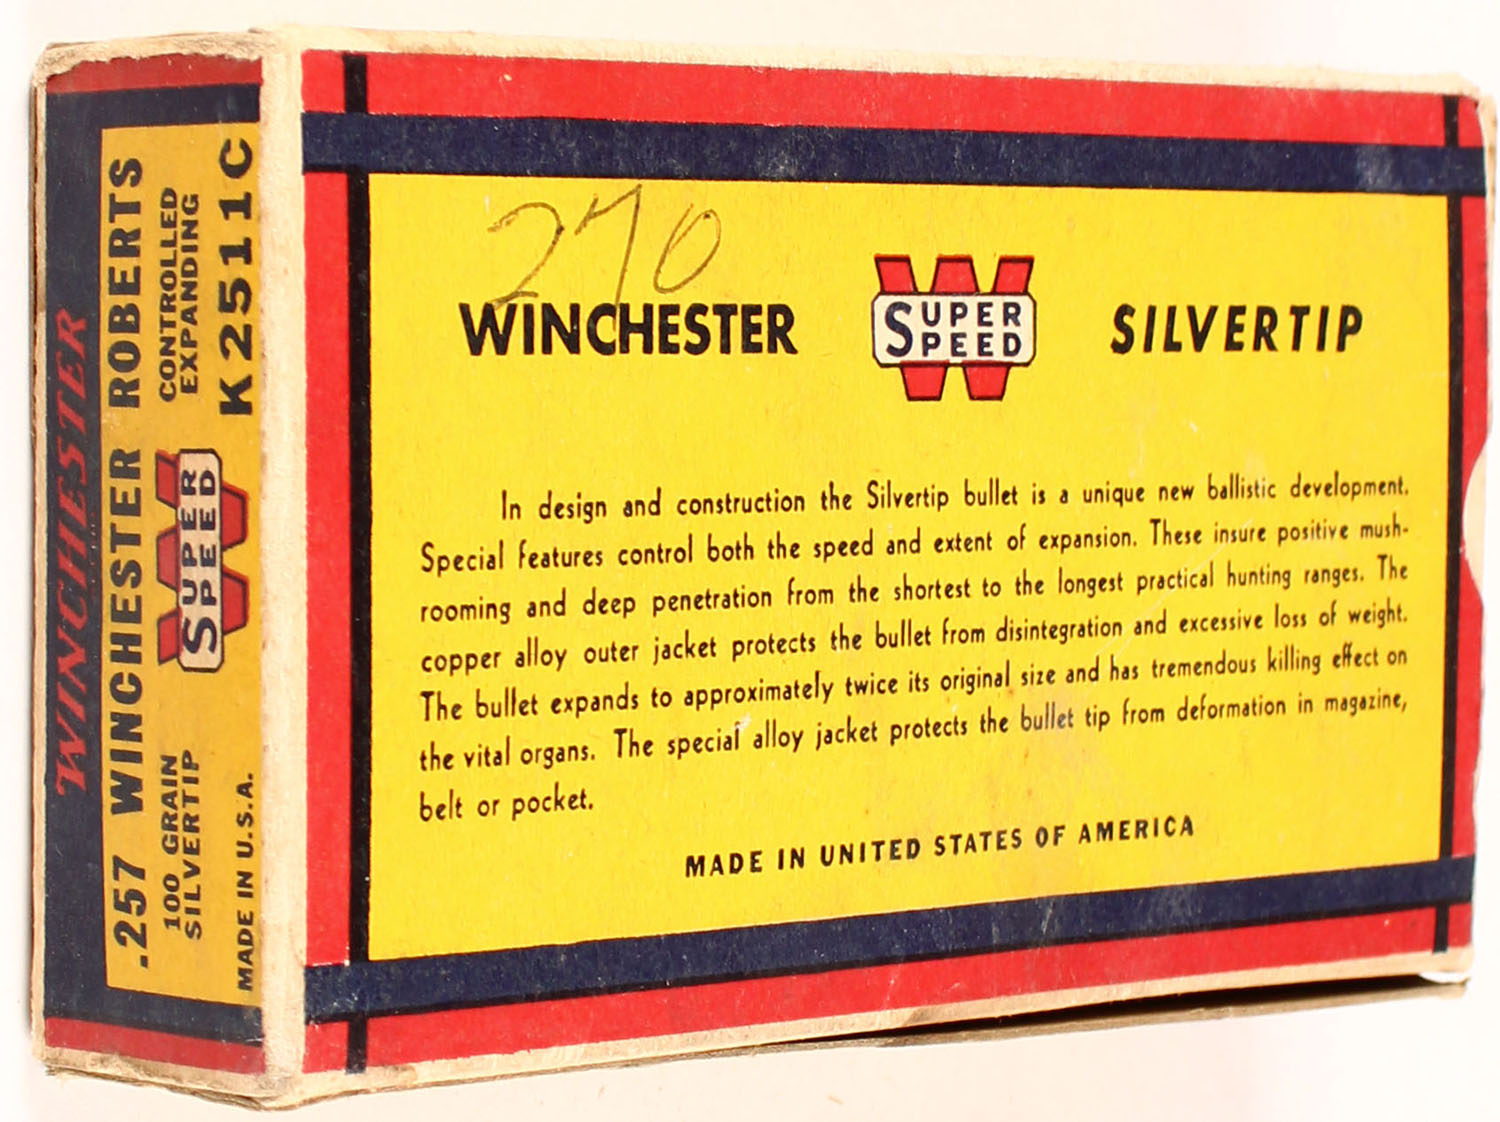 WINCHESTER
.257 WINCHESTER ROBERTS
100 GRAIN
SILVERTIP
SUPER
SPEED
CONTROLLED
EXPANDING
MADE IN U.S.A.
K2511C
270
WINCHESTER
SUPER
SPEED
SILVERTIP
In design and construction the Silvertip bullet is a unique new ballistic development.
Special features control both the speed and extent of expansion. These insure positive mush-
rooming and deep penetration from the shortest to the longest practical hunting ranges. The
copper alloy outer jacket protects the bullet from disintegration and excessive loss of weight.
The bullet expands to approximately twice its original size and has tremendous killing effect on
the vital organs. The special alloy jacket protects the bullet tip from deformation in magazine,
belt or pocket.
MADE IN UNITED STATES OF AMERICA